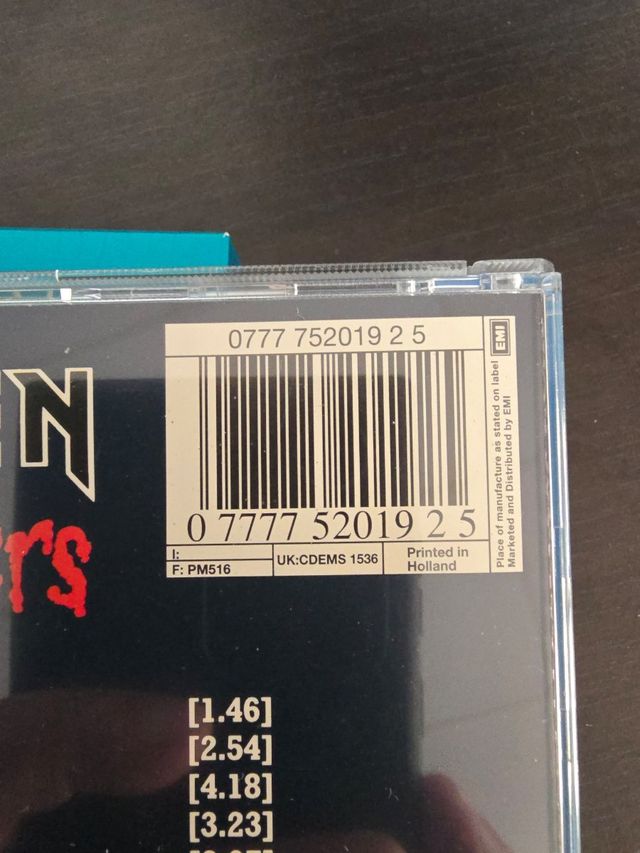 0777 752019 2 5
EMI
Place of manufacture as stated on label
Marketed and Distributed by EMI
N
0 7777 52019 2 5
rs
I:
F: PM516
UK:CDEMS 1536
Printed in
Holland
[1.46]
[2.54]
[4.18]
[3.23]